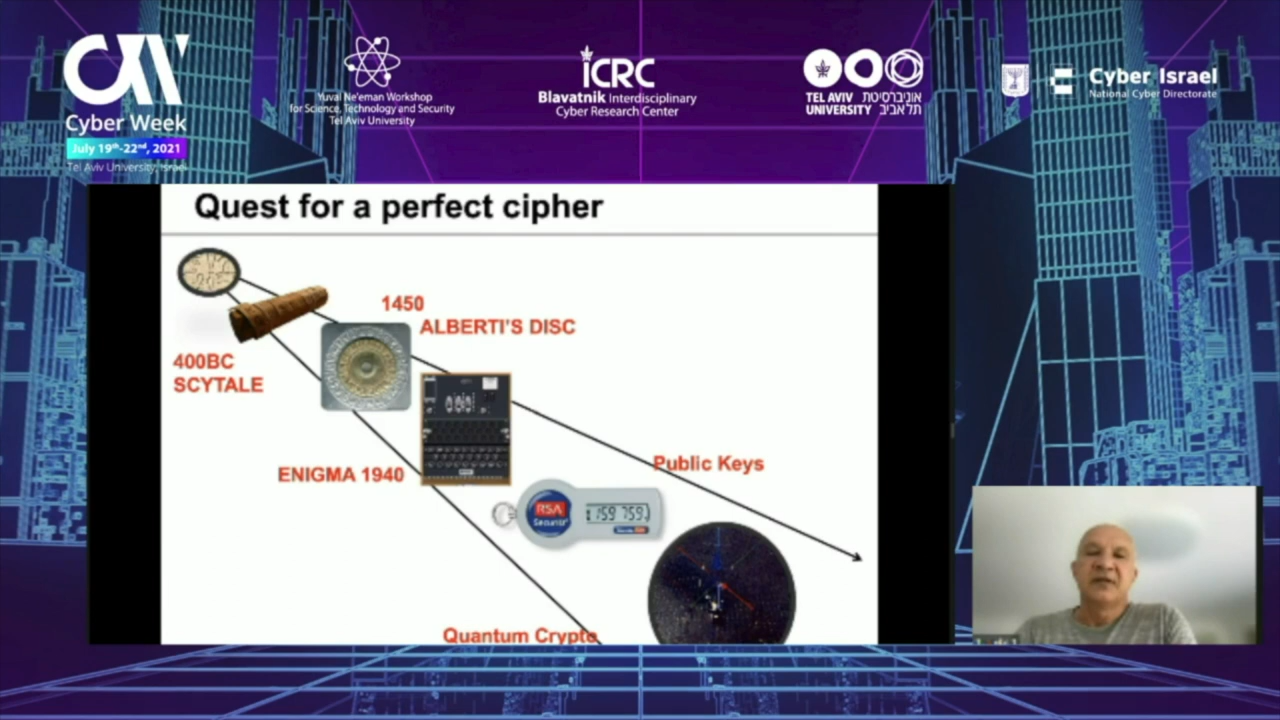 Cyber Week
July 19th-22nd, 2021
Tel Aviv University, Israel
Yuval Ne'eman Workshop
for Science, Technology and Security
Tel Aviv University
ICRC
Blavatnik Interdisciplinary
Cyber Research Center
TEL AVIV אוניברסיטת
UNIVERSITY תל אביב
Cyber Israel
National Cyber Directorate
Quest for a perfect cipher
1450
ALBERTI'S DISC
400BC
SCYTALE
ENIGMA 1940
Public Keys
RSA
SecurID
159 759
Quantum Crypto